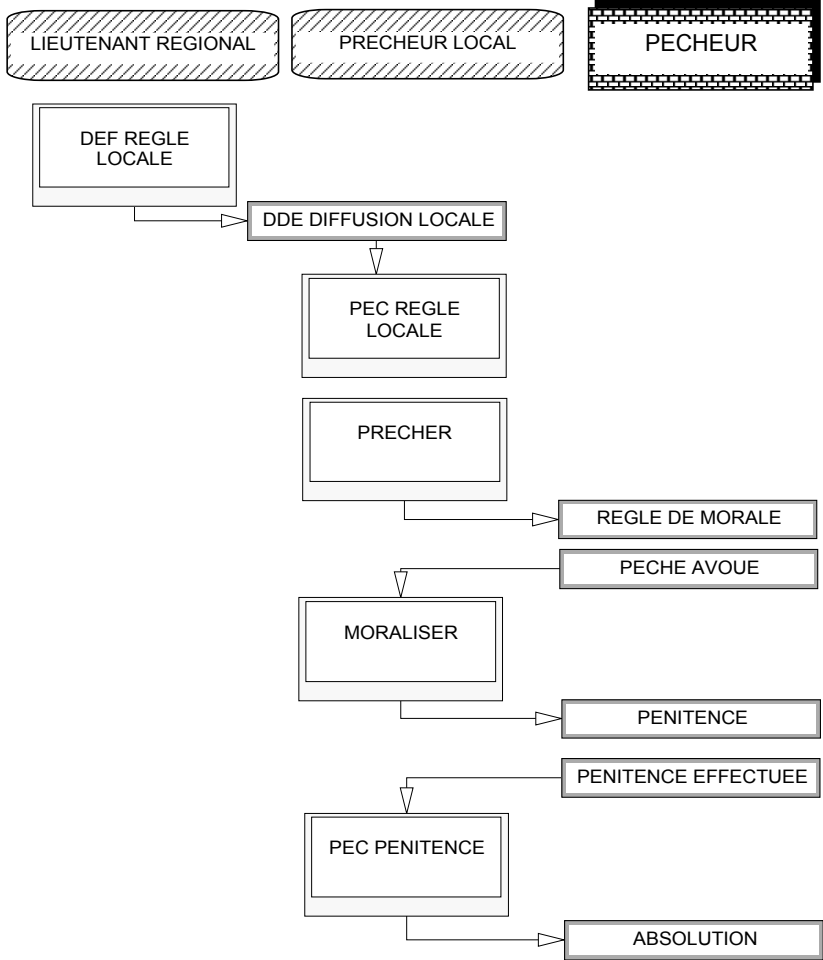 LIEUTENANT REGIONAL
PRECHEUR LOCAL
PECHEUR
DEF REGLE
LOCALE
DDE DIFFUSION LOCALE
PEC REGLE
LOCALE
PRECHER
REGLE DE MORALE
PECHE AVOUE
MORALISER
PENITENCE
PENITENCE EFFECTUEE
PEC PENITENCE
ABSOLUTION